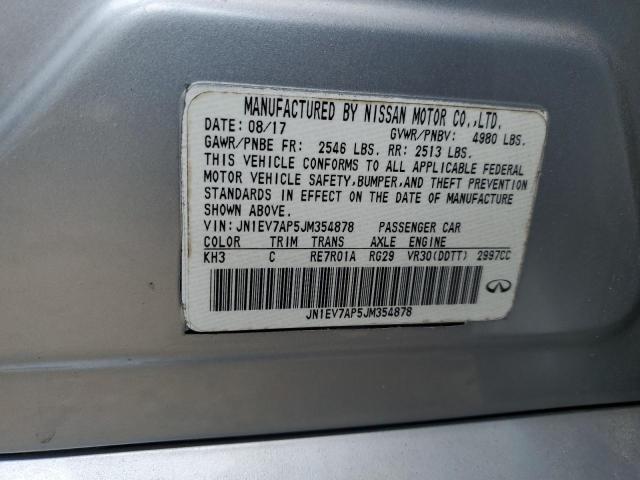 MANUFACTURED BY NISSAN MOTOR CO.,LTD.
DATE: 08/17 GVWR/PNBV: 4980 LBS.
GAWR/PNBE FR: 2546 LBS. RR: 2513 LBS.
THIS VEHICLE CONFORMS TO ALL APPLICABLE FEDERAL
MOTOR VEHICLE SAFETY,BUMPER,AND THEFT PREVENTION
STANDARDS IN EFFECT ON THE DATE OF MANUFACTURE
SHOWN ABOVE.
VIN: JN1EV7AP5JM354878 PASSENGER CAR
COLOR TRIM TRANS AXLE ENGINE
KH3 C RE7R01A RG29 VR30(DDTT) 2997CC
JN1EV7AP5JM354878